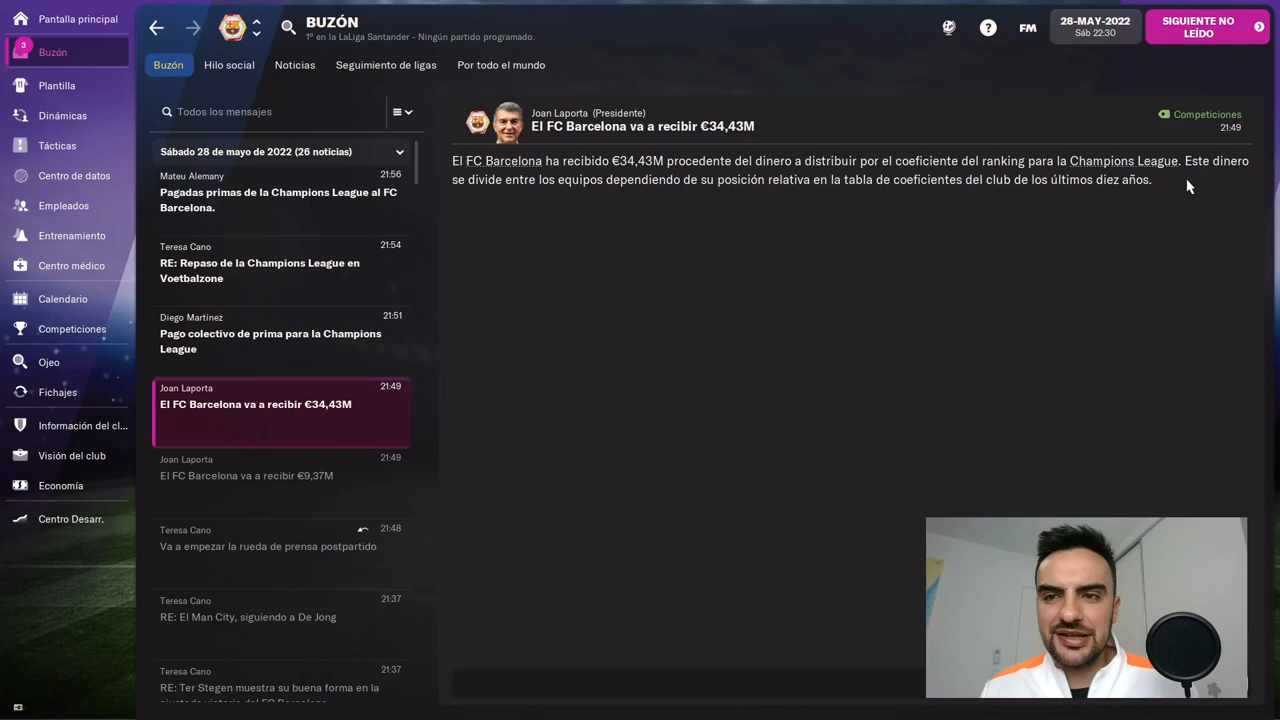 Pantalla principal
3
Buzón
Plantilla
Dinámicas
Tácticas
Centro de datos
Empleados
Entrenamiento
Centro médico
Calendario
Competiciones
Ojeo
Fichajes
Información del cl...
Visión del club
Economía
Centro Desarr.
BUZÓN
1º en la LaLiga Santander - Ningún partido programado.
?
FM
28-MAY-2022
Sáb 22:30
SIGUIENTE NO
LEÍDO
Buzón
Hilo social
Noticias
Seguimiento de ligas
Por todo el mundo
Todos los mensajes
Sábado 28 de mayo de 2022 (26 noticias)
Mateu Alemany
21:56
Pagadas primas de la Champions League al FC
Barcelona.
Teresa Cano
21:54
RE: Repaso de la Champions League en
Voetbalzone
Diego Martínez
21:51
Pago colectivo de prima para la Champions
League
Joan Laporta
21:49
El FC Barcelona va a recibir €34,43M
Joan Laporta
21:49
El FC Barcelona va a recibir €9,37M
Teresa Cano
21:48
Va a empezar la rueda de prensa postpartido
Teresa Cano
21:37
RE: El Man City, siguiendo a De Jong
Teresa Cano
21:37
RE: Ter Stegen muestra su buena forma en la
Joan Laporta (Presidente)
El FC Barcelona va a recibir €34,43M
Competiciones
21:49
El FC Barcelona ha recibido €34,43M procedente del dinero a distribuir por el coeficiente del ranking para la Champions League. Este dinero
se divide entre los equipos dependiendo de su posición relativa en la tabla de coeficientes del club de los últimos diez años.